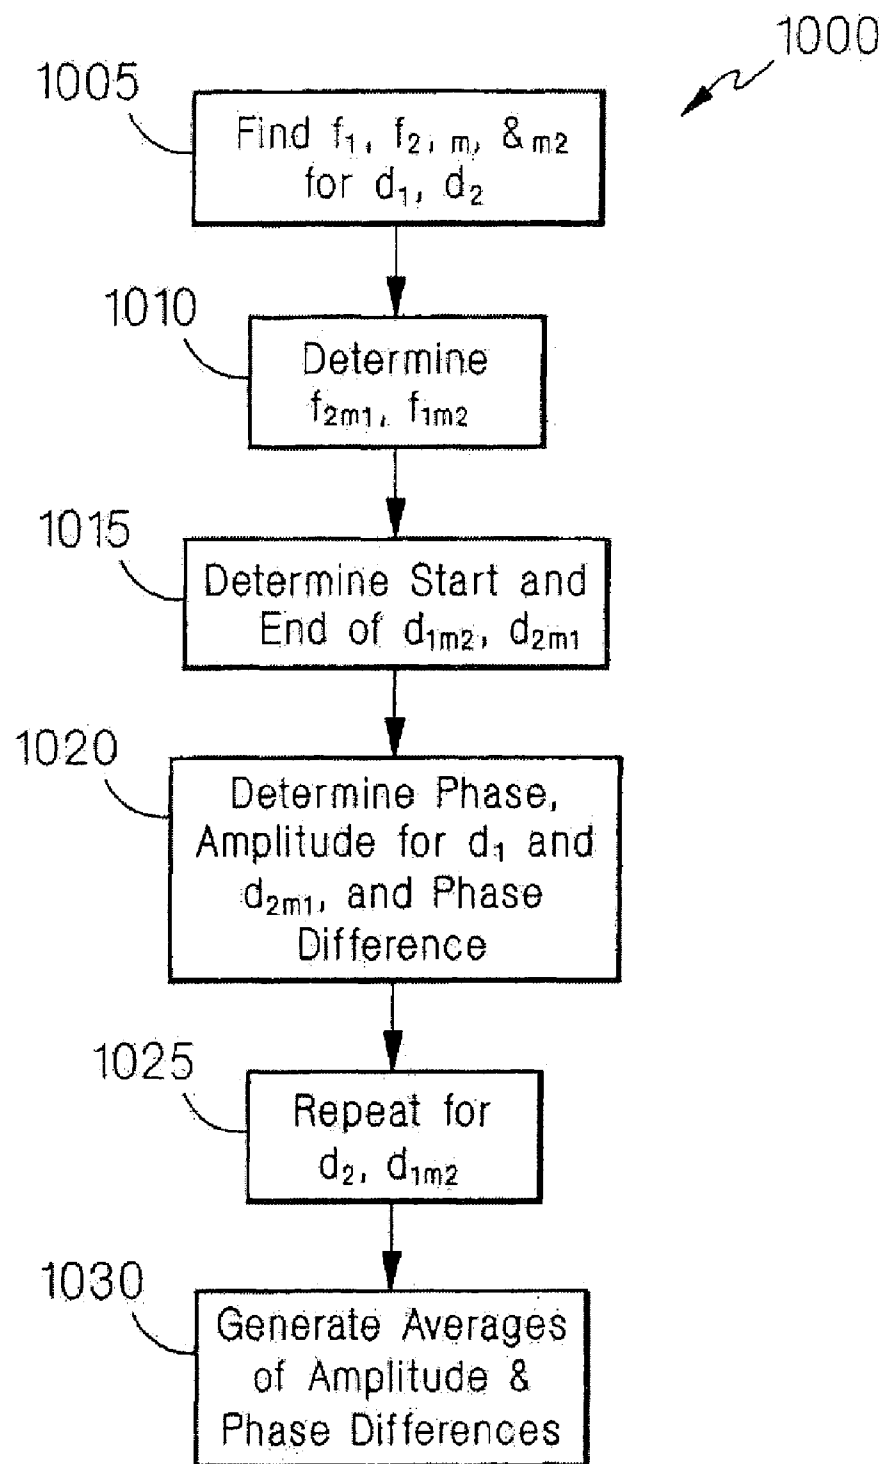 1000
1005
Find f₁, f₂, m, & m2
for d₁, d₂
1010
Determine
f₂ₘ₁, f₁ₘ₂
1015
Determine Start and
End of d₁ₘ₂, d₂ₘ₁
1020
Determine Phase,
Amplitude for d₁ and
d₂ₘ₁, and Phase
Difference
1025
Repeat for
d₂, d₁ₘ₂
1030
Generate Averages
of Amplitude &
Phase Differences